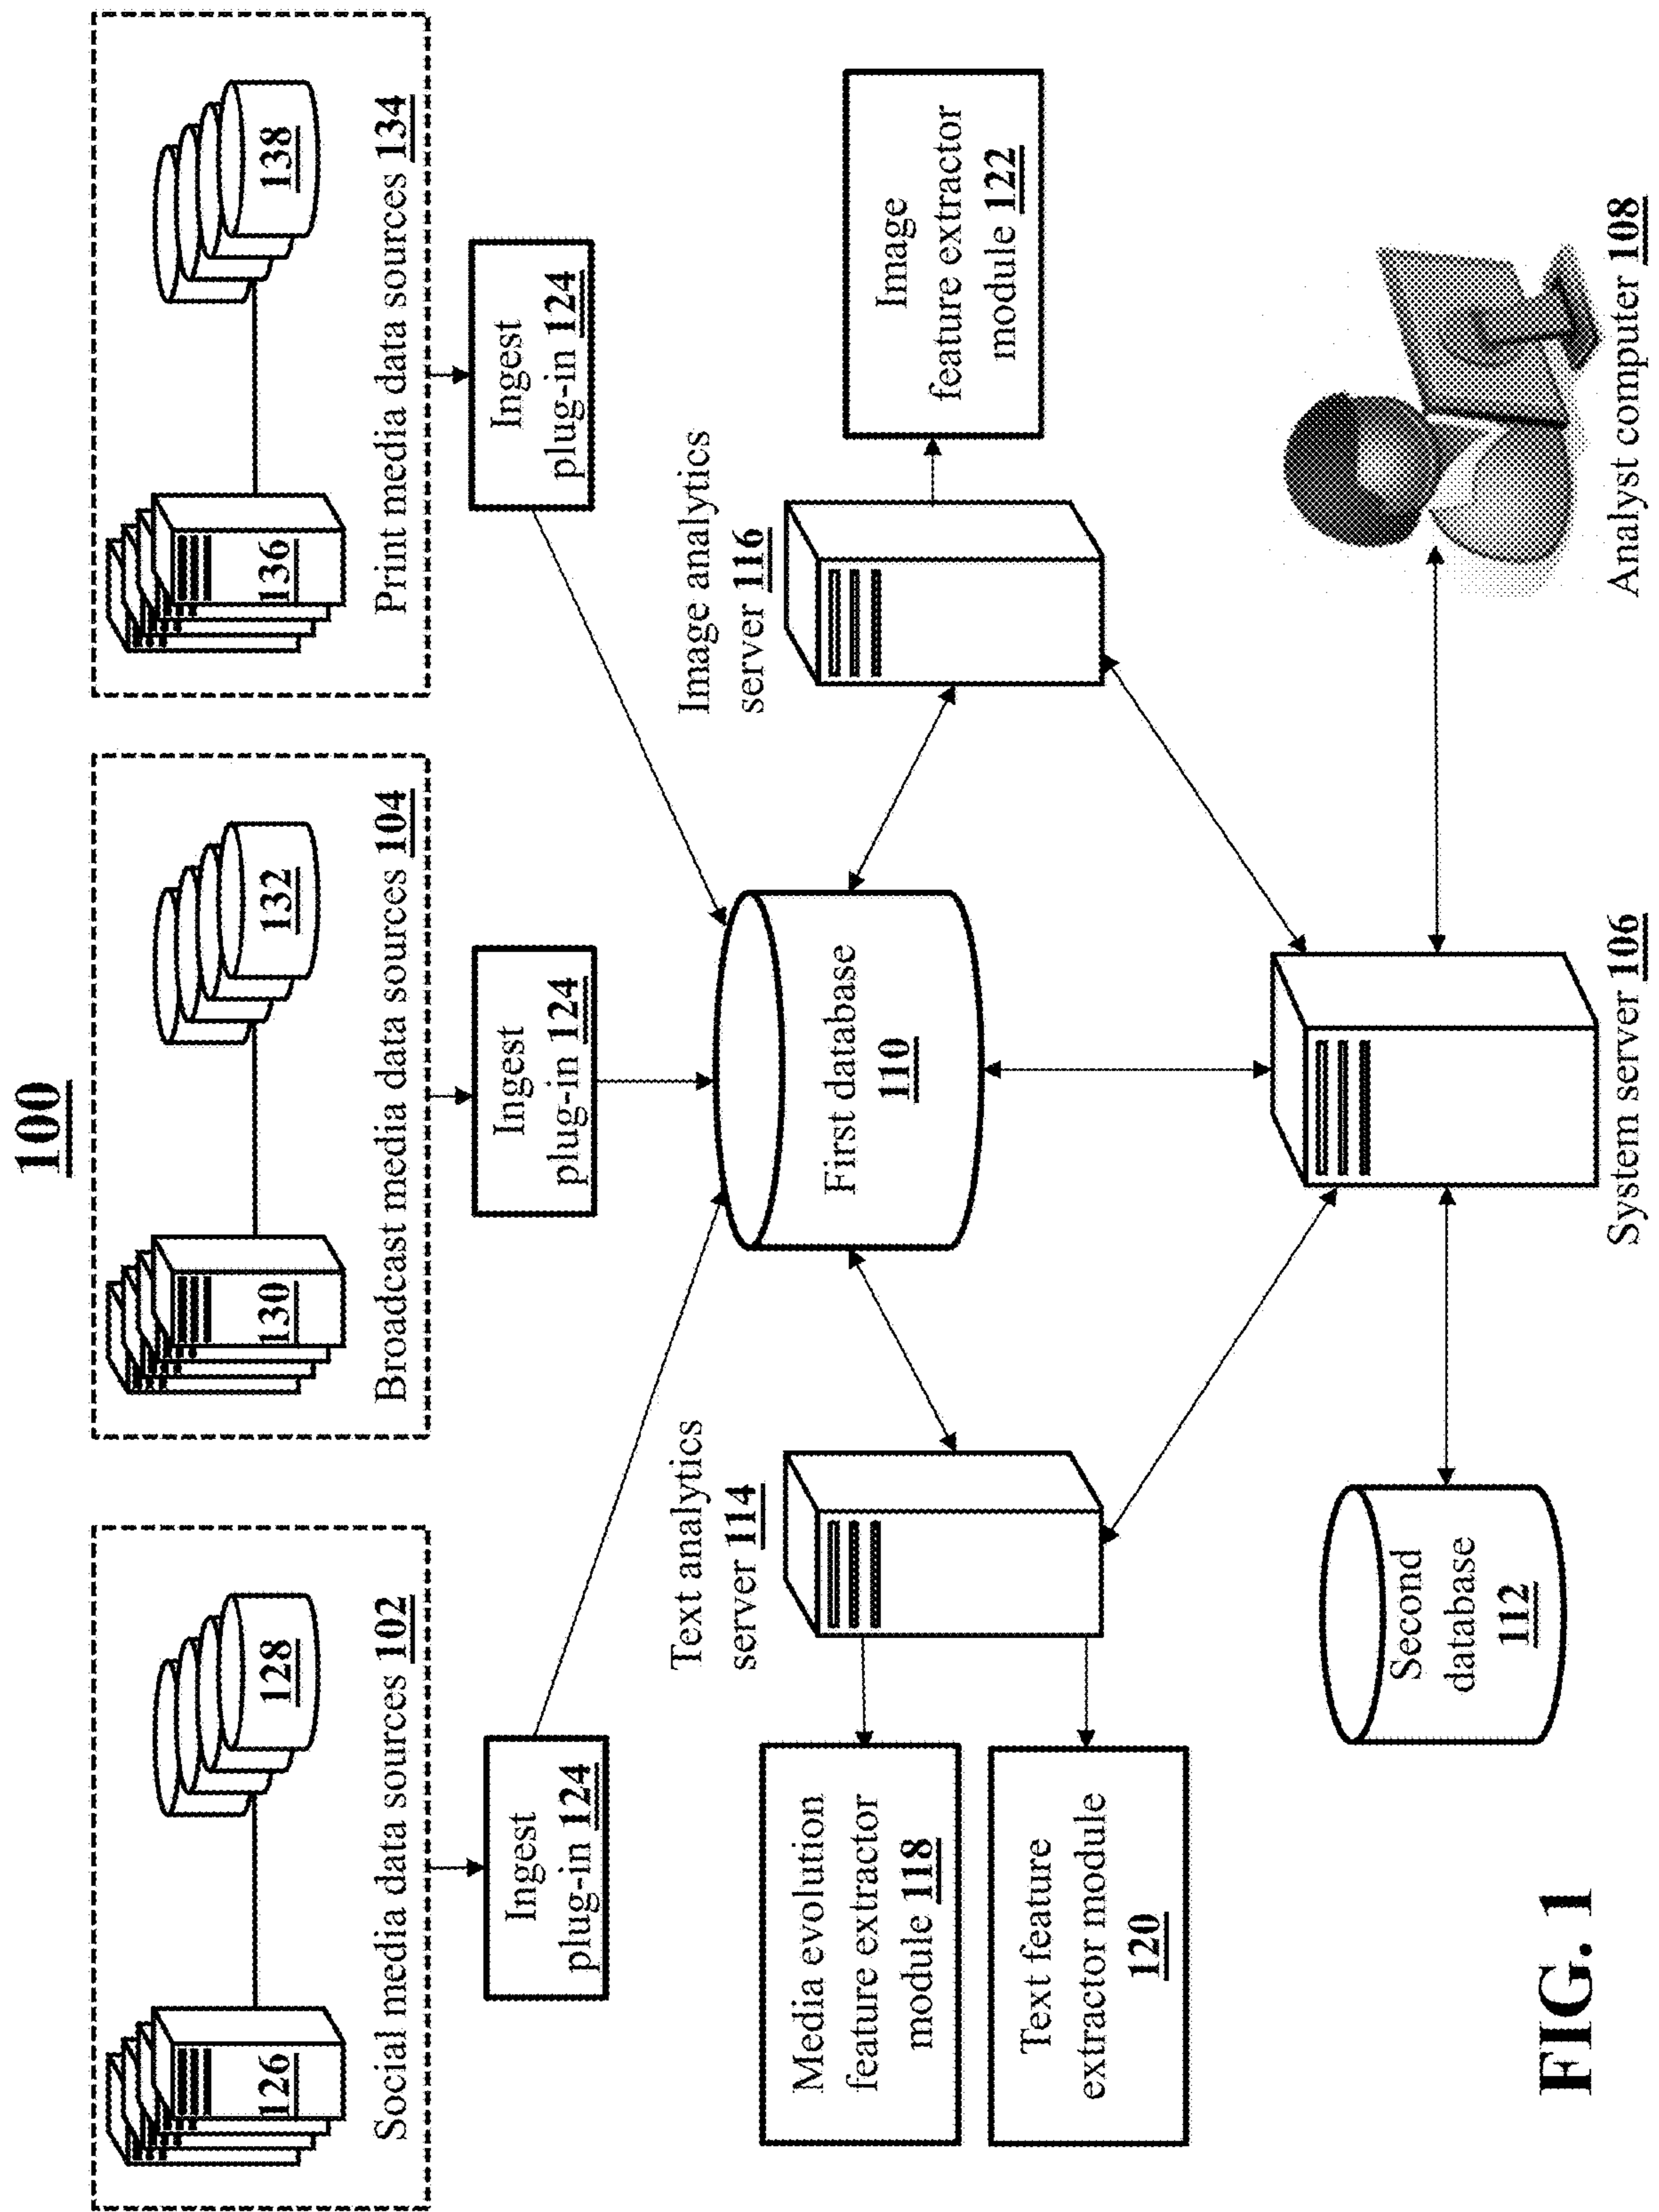 100
126
128
Social media data sources 102
130
132
Broadcast media data sources 104
136
138
Print media data sources 134
Ingest
plug-in 124
Ingest
plug-in 124
Ingest
plug-in 124
Text analytics
server 114
Image analytics
server 116
Media evolution
feature extractor
module 118
Text feature
extractor module
120
First database
110
Image
feature extractor
module 122
Second
database
112
System server 106
Analyst computer 108
FIG. 1